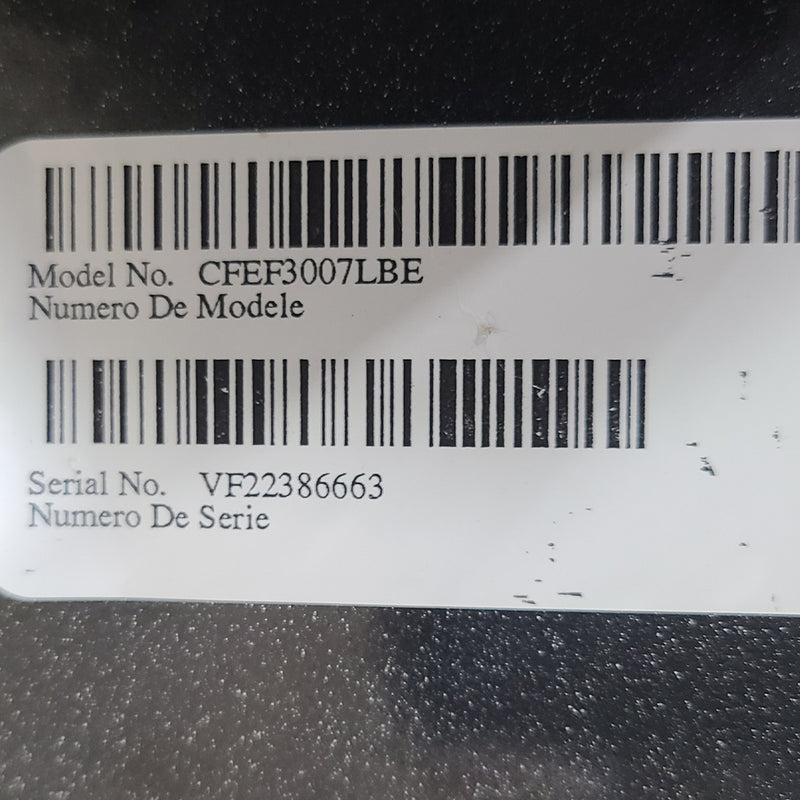 Model No. CFEF3007LBE
Numero De Modele
Serial No. VF22386663
Numero De Serie